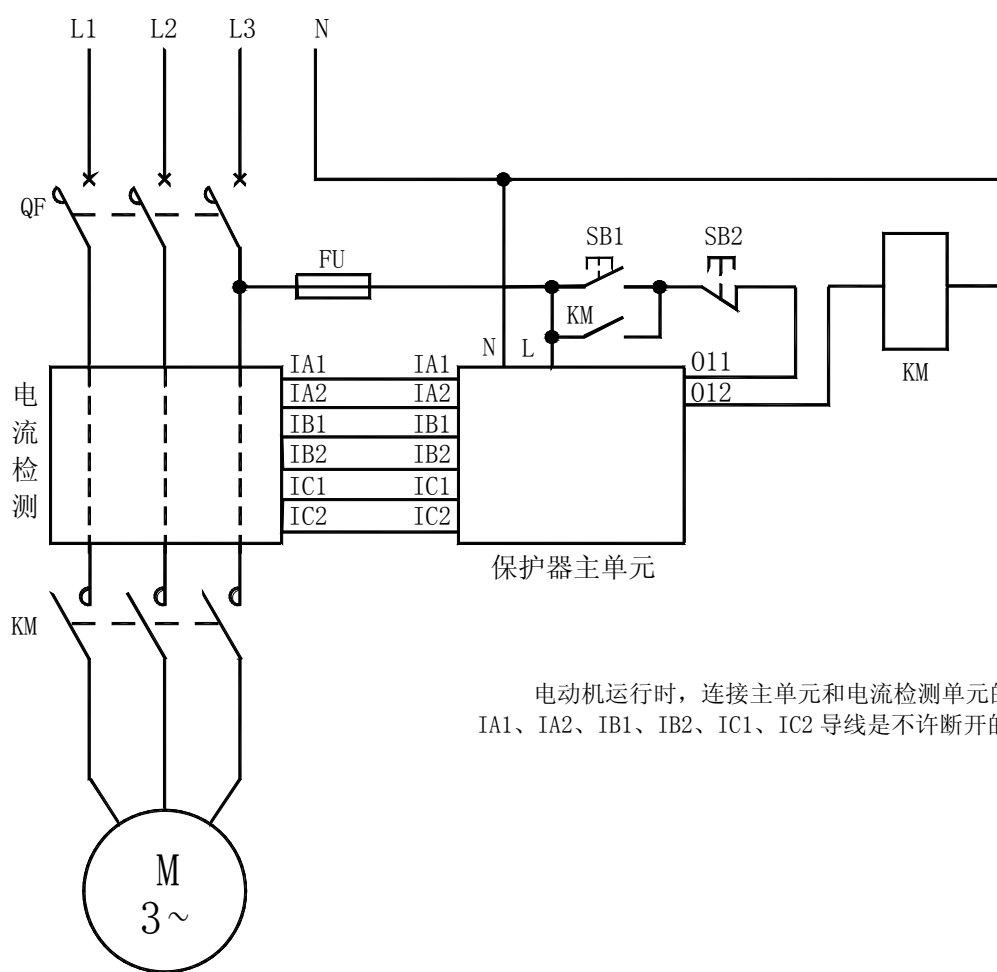 L1 L2 L3 N
QF
SB1 SB2
FU
KM
N L
KM
IA1 IA1 O11
IA2 IA2 O12
IB1 IB1
IB2 IB2
IC1 IC1
IC2 IC2
电流检测
保护器主单元
KM
电动机运行时，连接主单元和电流检测单元的
IA1、IA2、IB1、IB2、IC1、IC2 导线是不许断开的
M
3~